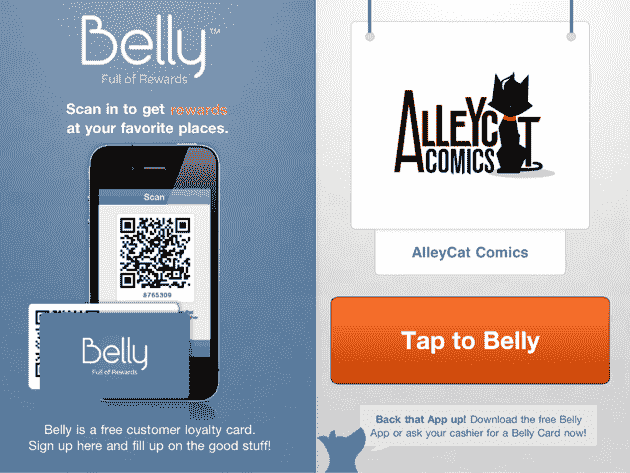 Belly™
Full of Rewards
Scan in to get rewards
at your favorite places.
Scan
Belly
Full of Rewards
Belly is a free customer loyalty card.
Sign up here and fill up on the good stuff!
ALLEYCAT
COMICS
AlleyCat Comics
Tap to Belly
Back that App up! Download the free Belly
App or ask your cashier for a Belly Card now!